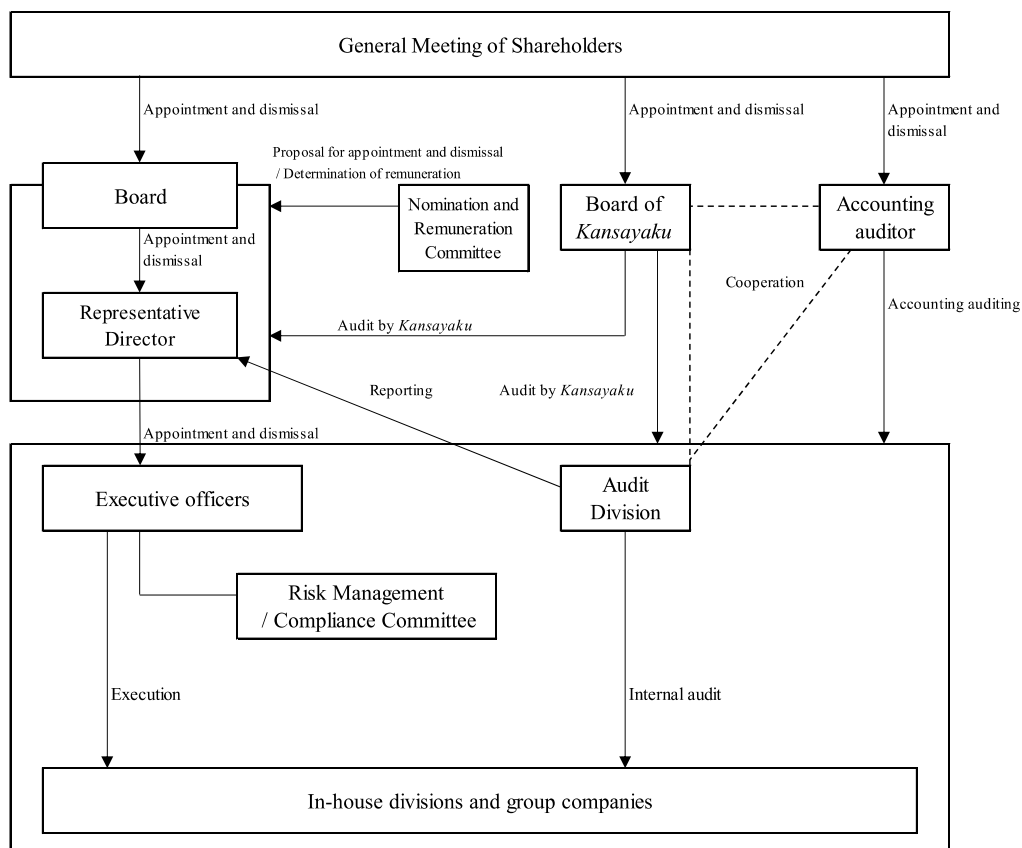 General Meeting of Shareholders
Appointment and dismissal
Appointment and dismissal
Appointment and
dismissal
Proposal for appointment and dismissal
/ Determination of remuneration
Board
Nomination and
Remuneration
Committee
Board of
Kansayaku
Accounting
auditor
Appointment and
dismissal
Cooperation
Representative
Director
Audit by Kansayaku
Accounting auditing
Reporting
Audit by Kansayaku
Appointment and dismissal
Executive officers
Audit
Division
Risk Management
/ Compliance Committee
Execution
Internal audit
In-house divisions and group companies